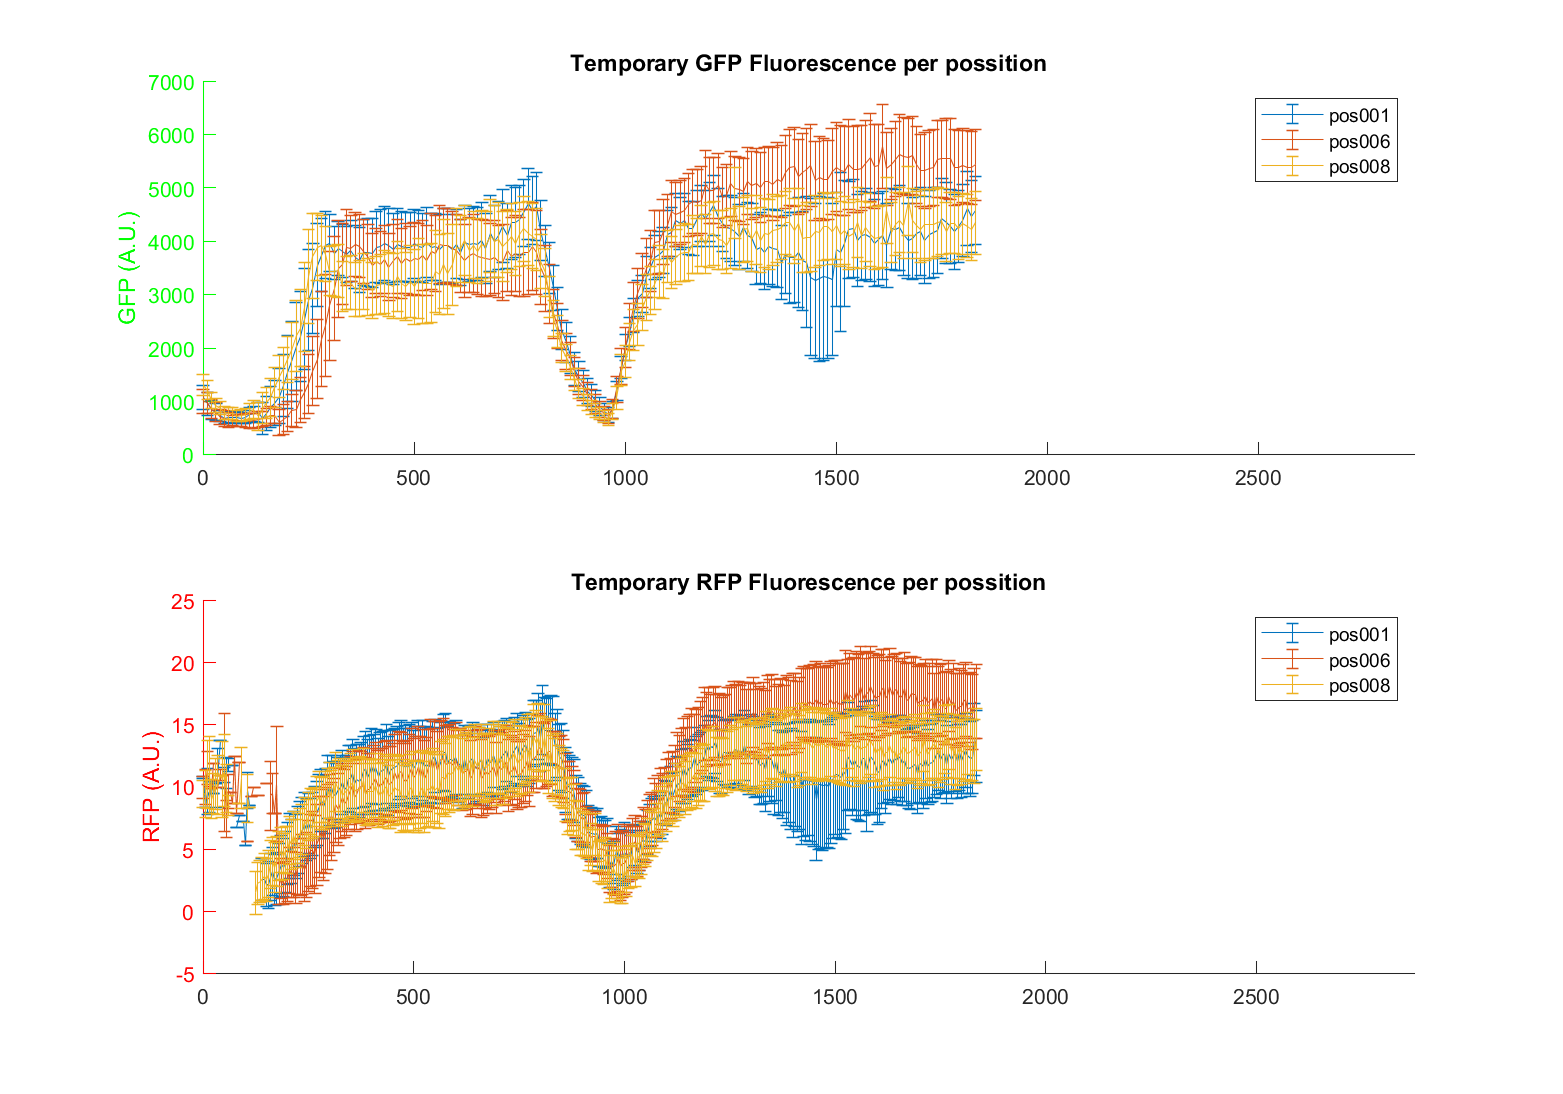 Temporary GFP Fluorescence per possition
7000
6000
5000
4000
3000
2000
1000
0
GFP (A.U.)
0 500 1000 1500 2000 2500
pos001
pos006
pos008
Temporary RFP Fluorescence per possition
25
20
15
10
5
0
-5
RFP (A.U.)
0 500 1000 1500 2000 2500
pos001
pos006
pos008